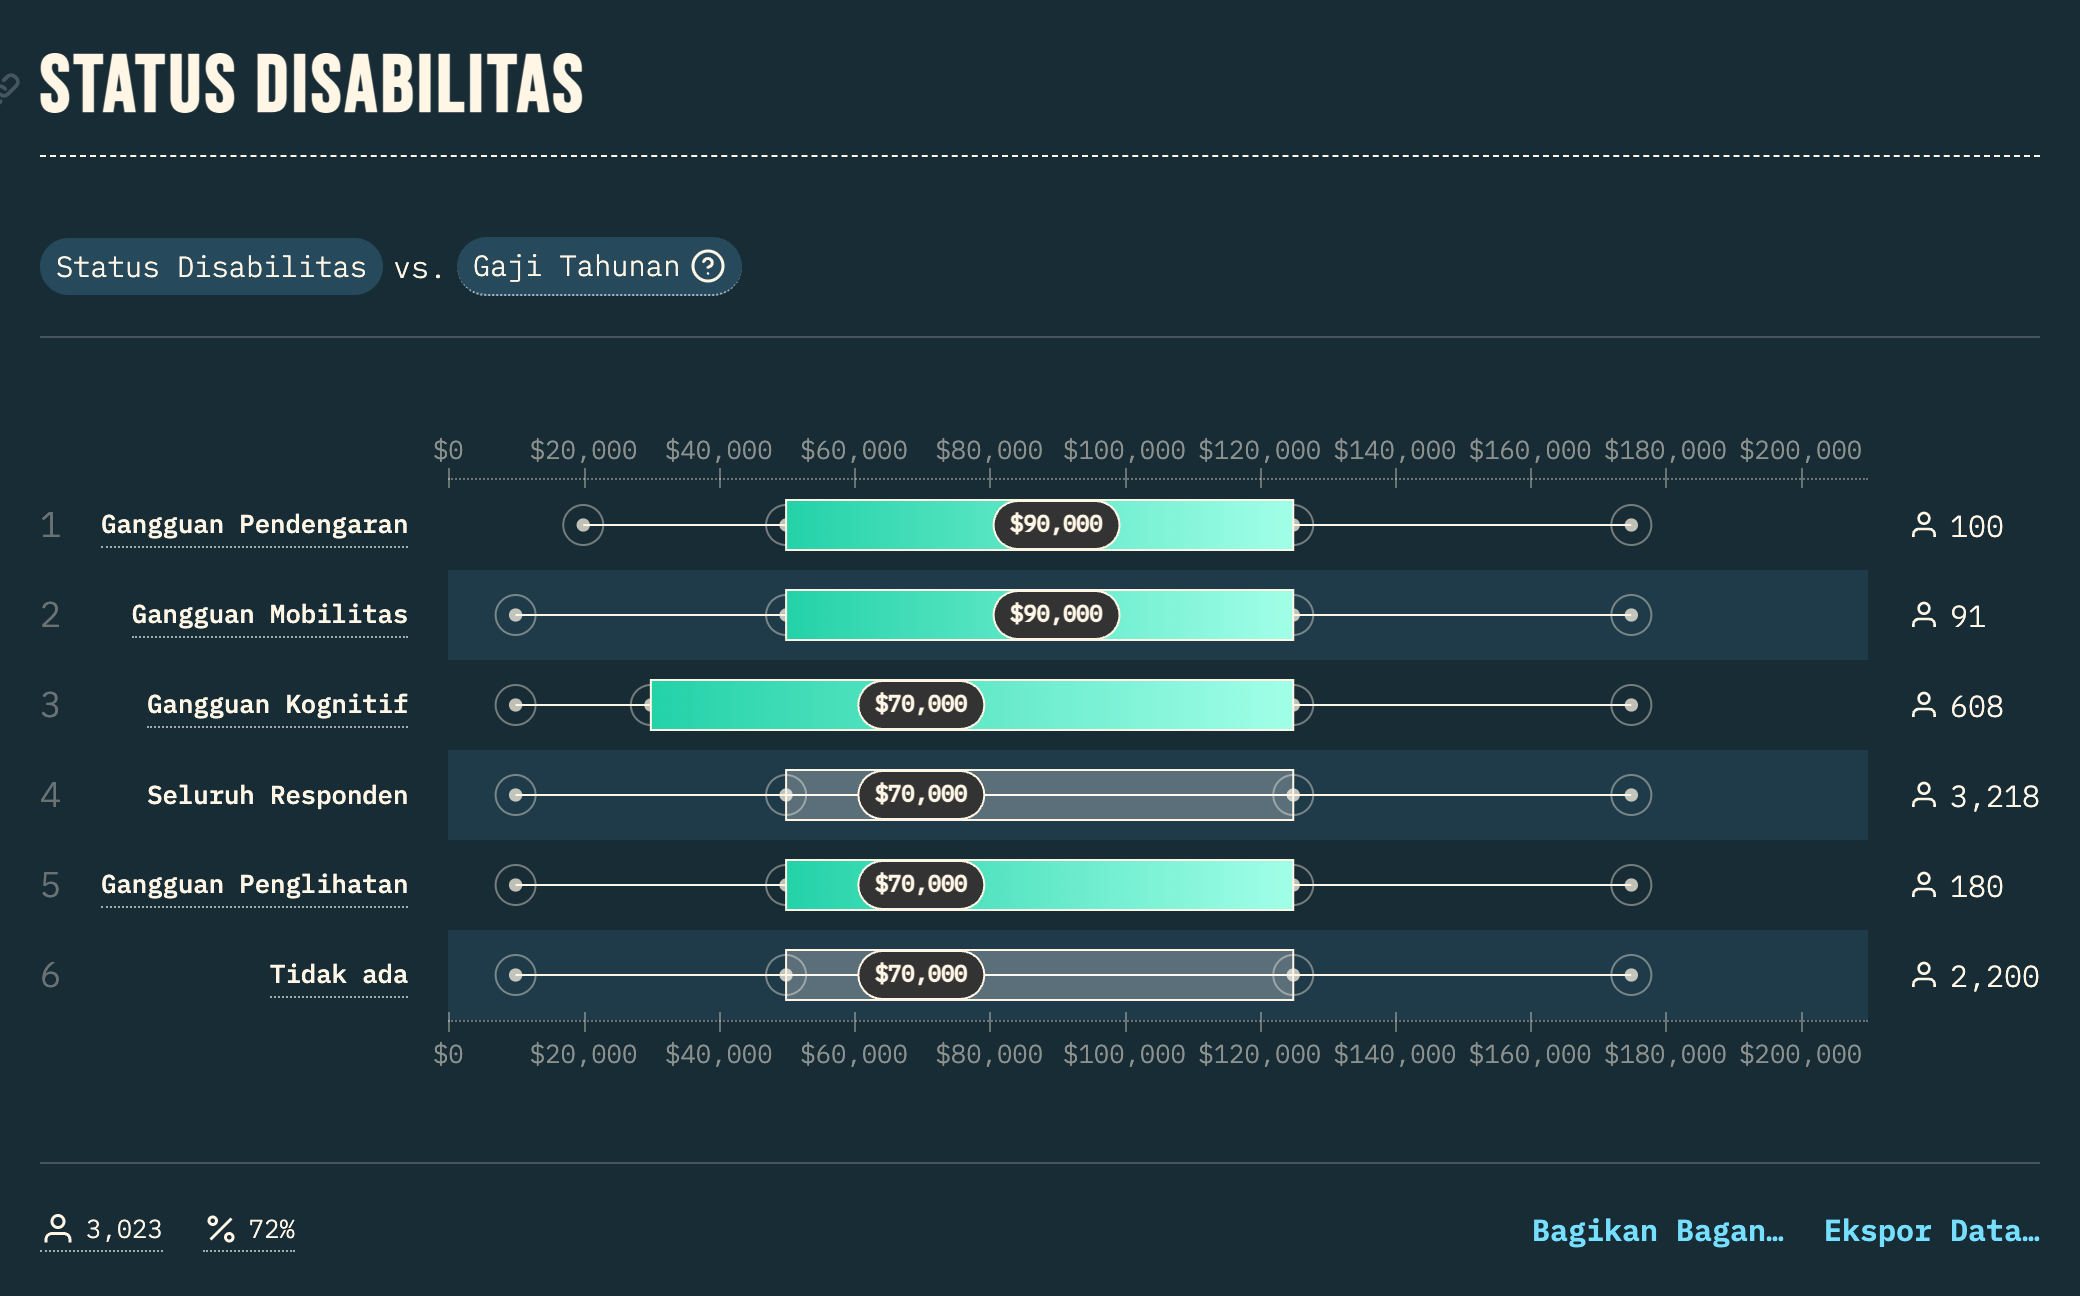 STATUS DISABILITAS
Status Disabilitas vs. Gaji Tahunan
$0 $20,000 $40,000 $60,000 $80,000 $100,000 $120,000 $140,000 $160,000 $180,000 $200,000
1 Gangguan Pendengaran $90,000 100
2 Gangguan Mobilitas $90,000 91
3 Gangguan Kognitif $70,000 608
4 Seluruh Responden $70,000 3,218
5 Gangguan Penglihatan $70,000 180
6 Tidak ada $70,000 2,200
$0 $20,000 $40,000 $60,000 $80,000 $100,000 $120,000 $140,000 $160,000 $180,000 $200,000
3,023 72% Bagikan Bagan… Ekspor Data…